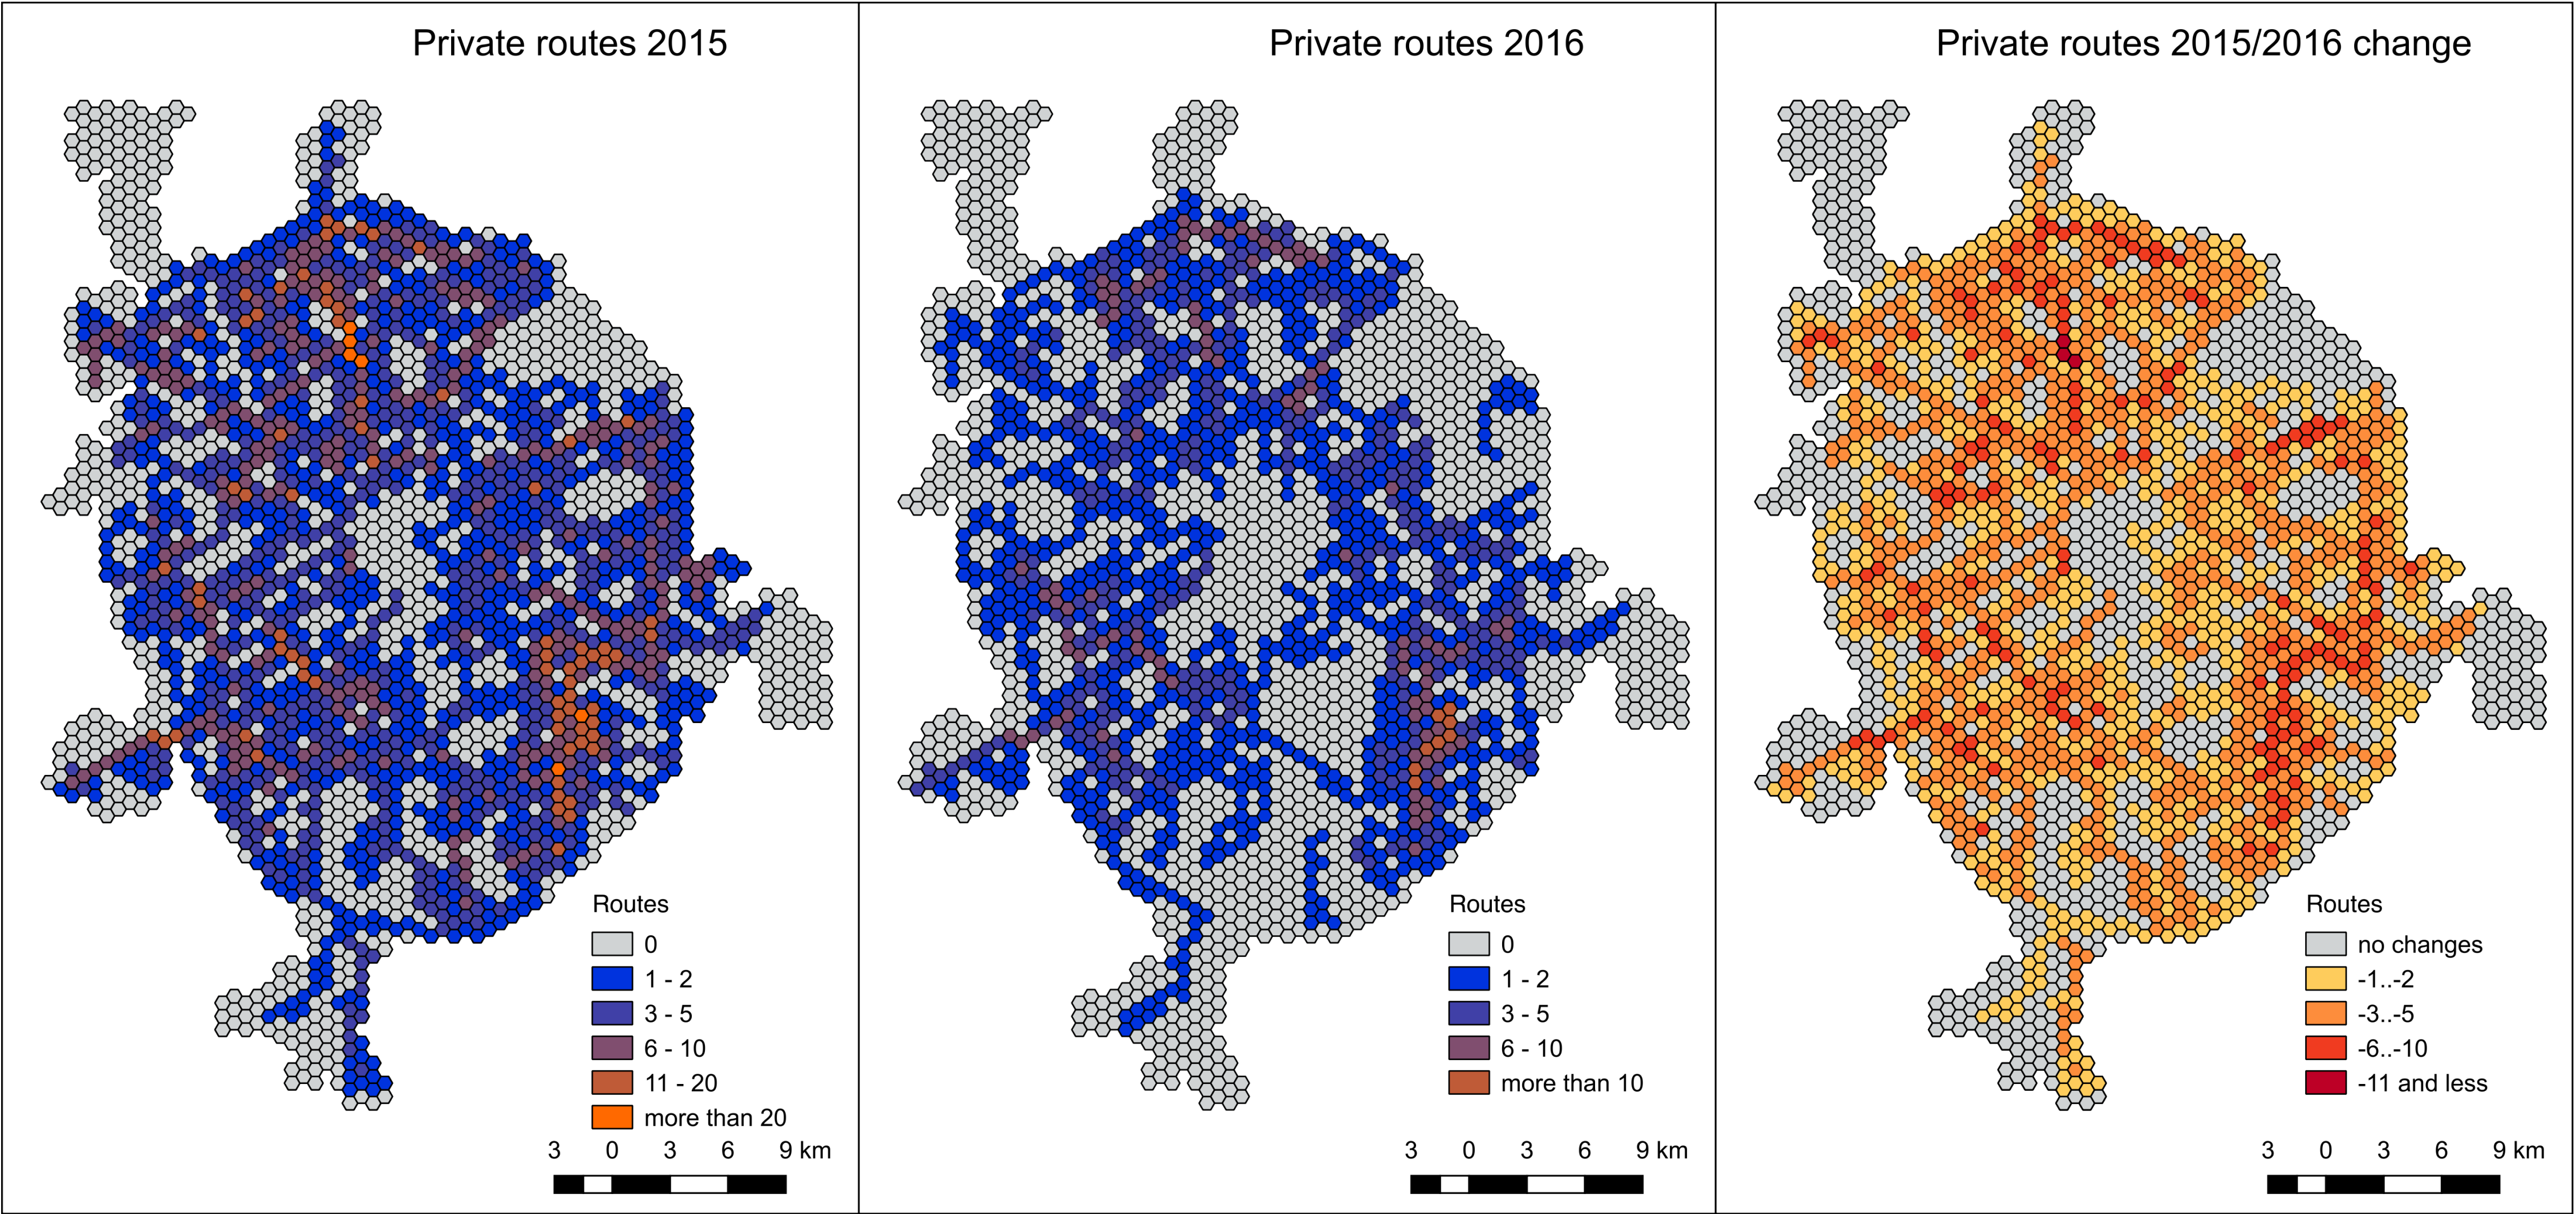 Private routes 2015
Routes
0
1 - 2
3 - 5
6 - 10
11 - 20
more than 20
3 0 3 6 9 km
Private routes 2016
Routes
0
1 - 2
3 - 5
6 - 10
more than 10
3 0 3 6 9 km
Private routes 2015/2016 change
Routes
no changes
-1..-2
-3..-5
-6..-10
-11 and less
3 0 3 6 9 km